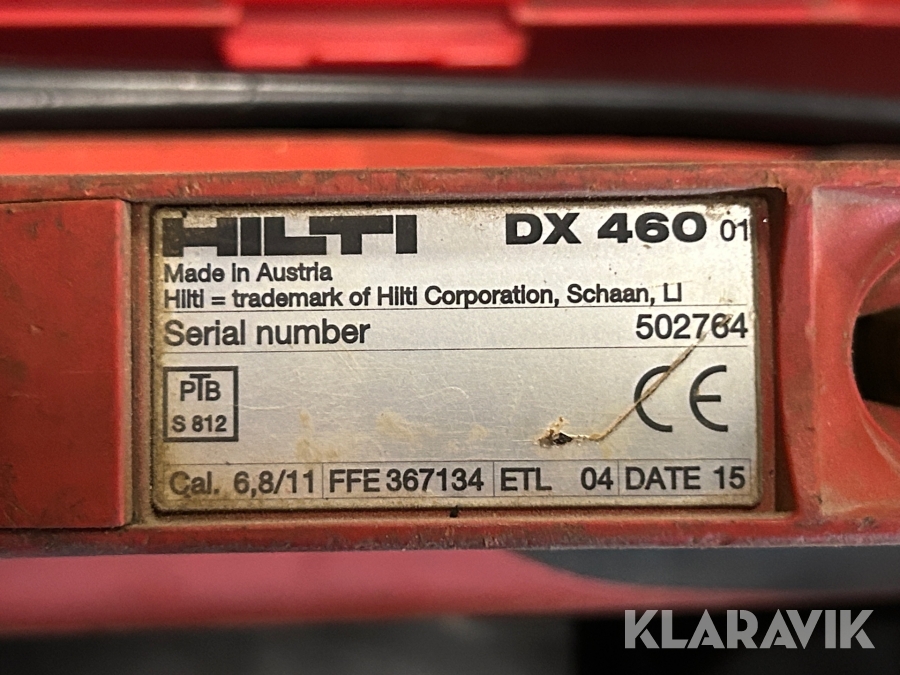 HILTI DX 460 01
Made in Austria
Hilti = trademark of Hilti Corporation, Schaan, LI
Serial number 502764
PTB
S 812
CE
Cal. 6,8/11 FFE 367134 ETL 04 DATE 15
KLARAVIK